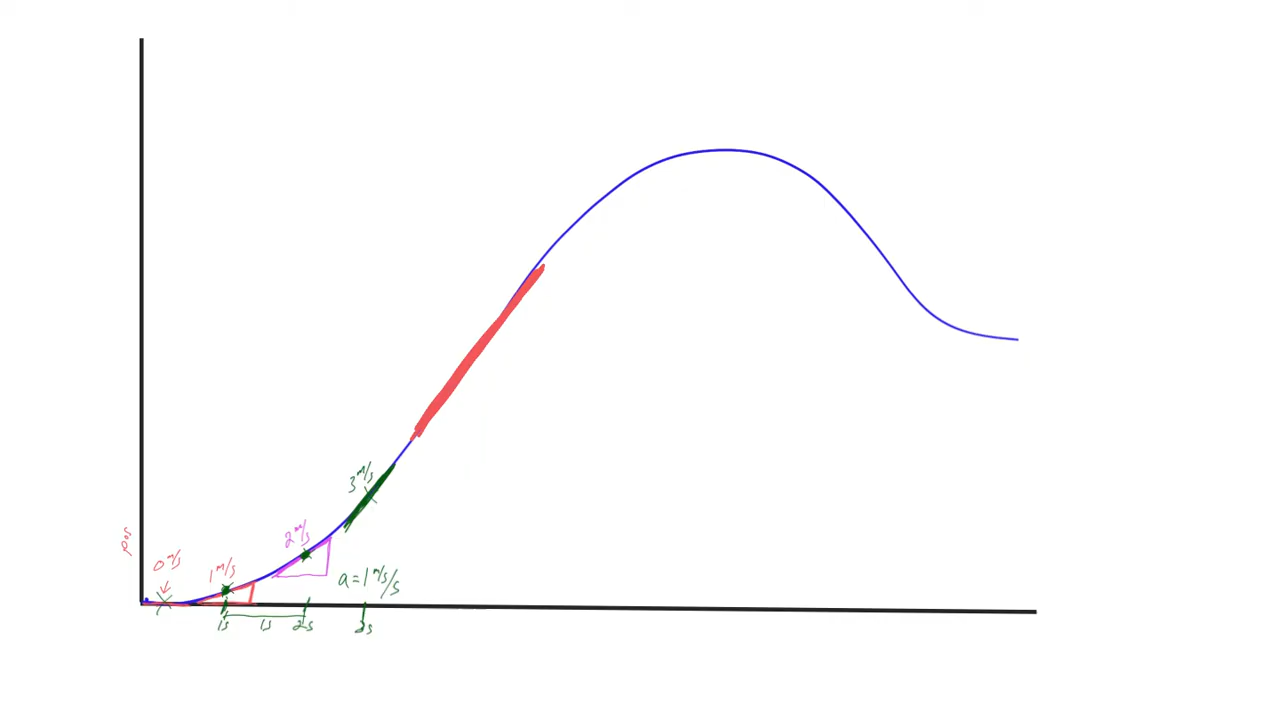 3 m/s
2 m/s
pos
0 m/s
1 m/s
a = 1 m/s/s
1s 1s 2s 3s